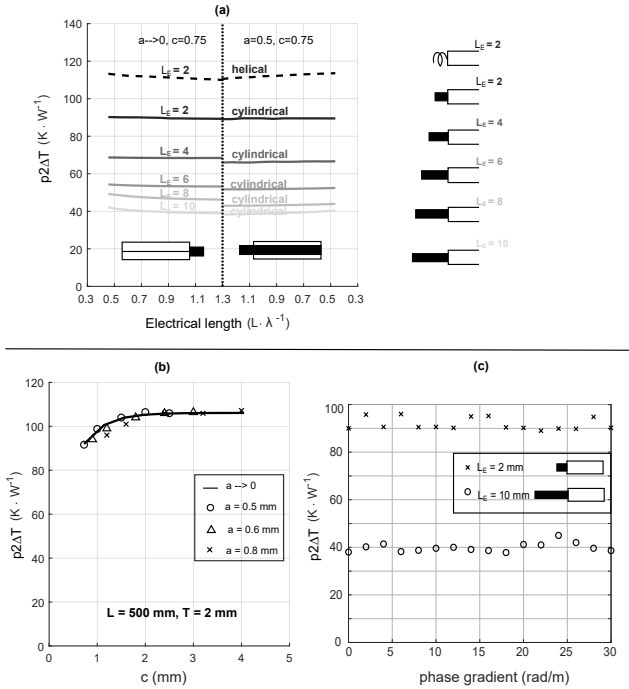 (a)
140
120
100
80
60
40
20
0
p2ΔT (K · W⁻¹)
a-->0, c=0.75
a=0.5, c=0.75
L_E = 2
helical
L_E = 2
cylindrical
L_E = 4
cylindrical
L_E = 6
cylindrical
L_E = 8
cylindrical
L_E = 10
cylindrical
0.3 0.5 0.7 0.9 1.1 1.3 1.1 0.9 0.7 0.5 0.3
Electrical length (L· λ⁻¹)
L_E = 2
L_E = 2
L_E = 4
L_E = 6
L_E = 8
L_E = 10
(b)
120
100
80
60
40
20
0
p2ΔT (K · W⁻¹)
a --> 0
a = 0.5 mm
a = 0.6 mm
a = 0.8 mm
L = 500 mm, T = 2 mm
0 1 2 3 4 5
c (mm)
(c)
100
80
60
40
20
0
p2ΔT (K · W⁻¹)
L_E = 2 mm
L_E = 10 mm
0 5 10 15 20 25 30
phase gradient (rad/m)